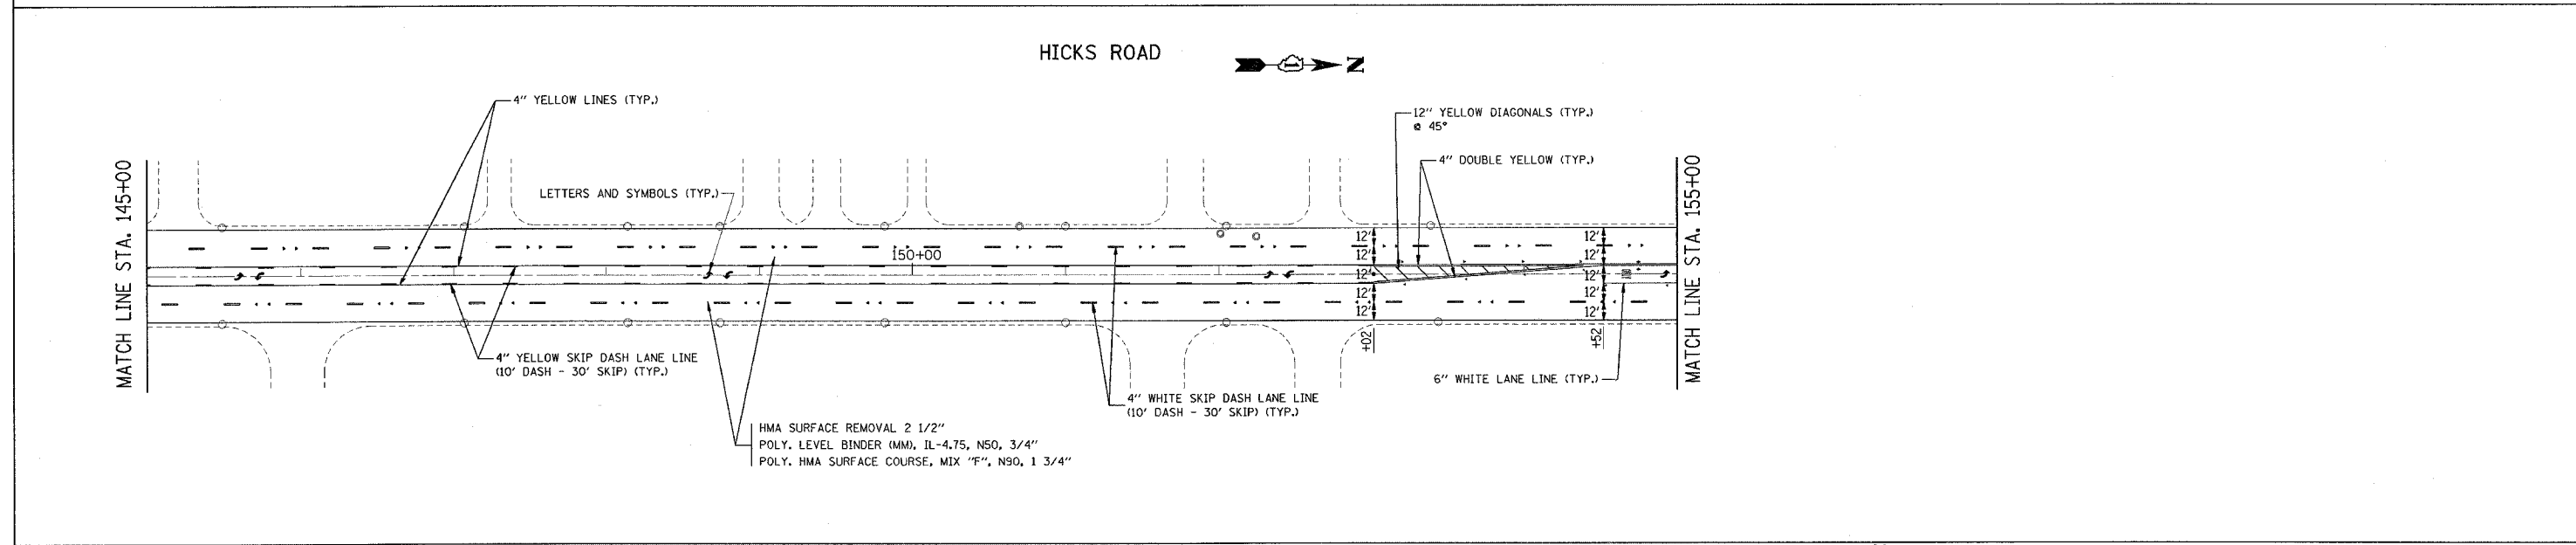 HICKS ROAD
N
4" YELLOW LINES (TYP.)
12" YELLOW DIAGONALS (TYP.)
@ 45°
4" DOUBLE YELLOW (TYP.)
LETTERS AND SYMBOLS (TYP.)
MATCH LINE STA. 145+00
MATCH LINE STA. 155+00
150+00
12'
12'
12'
12'
12'
12'
12'
12'
12'
12'
+02
+52
4" YELLOW SKIP DASH LANE LINE
(10' DASH - 30' SKIP) (TYP.)
6" WHITE LANE LINE (TYP.)
4" WHITE SKIP DASH LANE LINE
(10' DASH - 30' SKIP) (TYP.)
HMA SURFACE REMOVAL 2 1/2"
POLY. LEVEL BINDER (MM), IL-4.75, N50, 3/4"
POLY. HMA SURFACE COURSE, MIX "F", N90, 1 3/4"